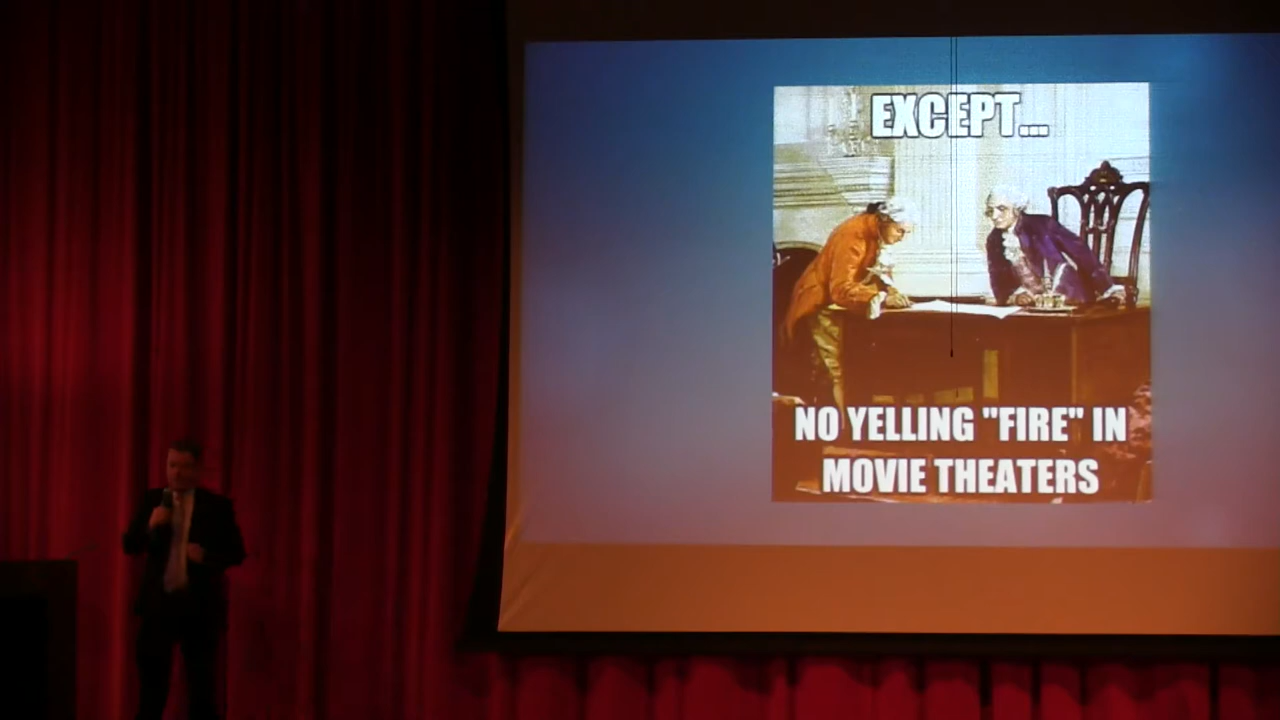 EXCEPT...
NO YELLING "FIRE" IN
MOVIE THEATERS